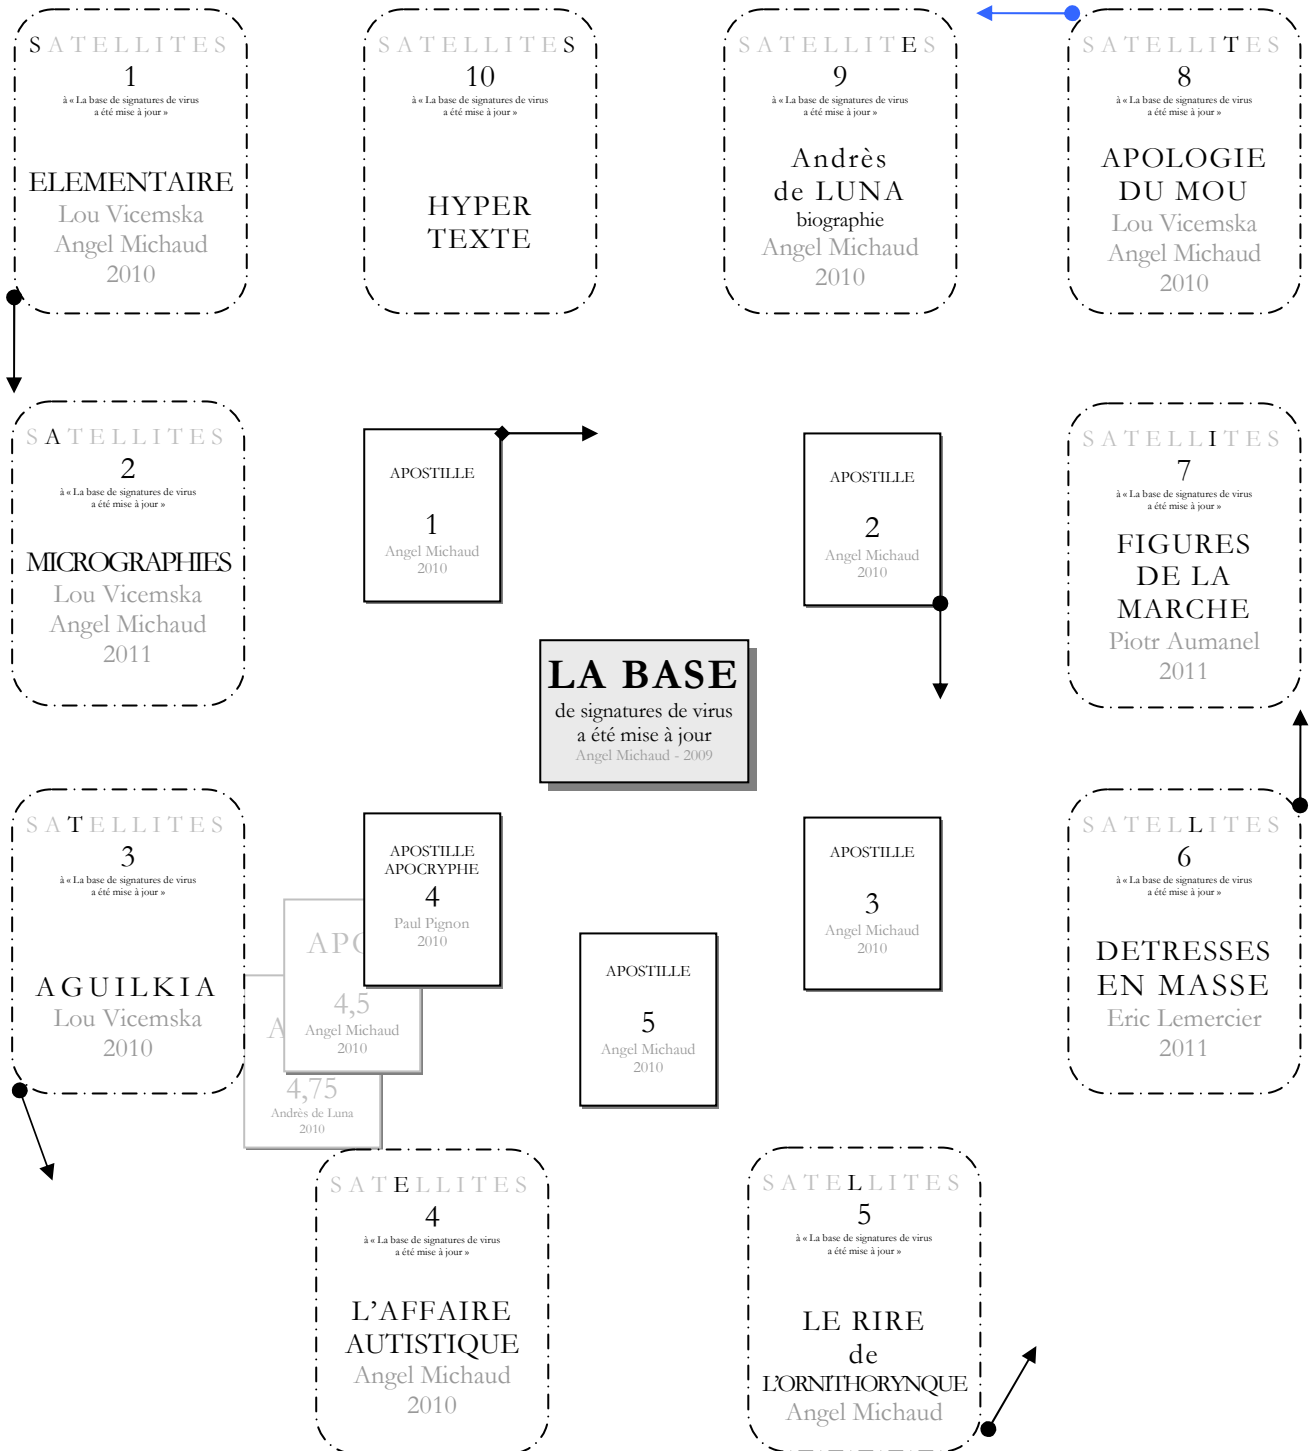 SATELLITES
1
à « La base de signatures de virus
a été mise à jour »
ELEMENTAIRE
Lou Vicemska
Angel Michaud
2010
SATELLITES
10
à « La base de signatures de virus
a été mise à jour »
HYPER
TEXTE
SATELLITES
9
à « La base de signatures de virus
a été mise à jour »
Andrès
de LUNA
biographie
Angel Michaud
2010
SATELLITES
8
à « La base de signatures de virus
a été mise à jour »
APOLOGIE
DU MOU
Lou Vicemska
Angel Michaud
2010
SATELLITES
2
à « La base de signatures de virus
a été mise à jour »
MICROGRAPHIES
Lou Vicemska
Angel Michaud
2011
APOSTILLE
1
Angel Michaud
2010
APOSTILLE
2
Angel Michaud
2010
SATELLITES
7
à « La base de signatures de virus
a été mise à jour »
FIGURES
DE LA
MARCHE
Piotr Aumanel
2011
LA BASE
de signatures de virus
a été mise à jour
Angel Michaud - 2009
SATELLITES
3
à « La base de signatures de virus
a été mise à jour »
AGUILKIA
Lou Vicemska
2010
APOSTILLE
APOCRYPHE
4
Paul Pignon
2010
APO
4,5
Angel Michaud
2010
A
4,75
Andrès de Luna
2010
APOSTILLE
5
Angel Michaud
2010
APOSTILLE
3
Angel Michaud
2010
SATELLITES
6
à « La base de signatures de virus
a été mise à jour »
DETRESSES
EN MASSE
Eric Lemercier
2011
SATELLITES
4
à « La base de signatures de virus
a été mise à jour »
L'AFFAIRE
AUTISTIQUE
Angel Michaud
2010
SATELLITES
5
à « La base de signatures de virus
a été mise à jour »
LE RIRE
de
L'ORNITHORYNQUE
Angel Michaud